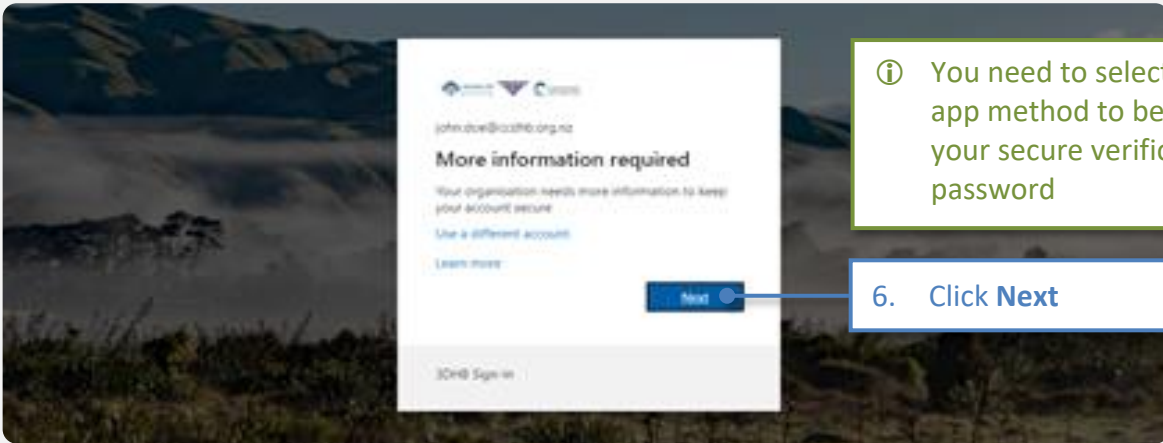 john.doe@ccdhb.org.nz
More information required
Your organisation needs more information to keep
your account secure
Use a different account
Learn more
Next
3DHB Sign-in
You need to select
app method to be
your secure verific
password
6. Click Next